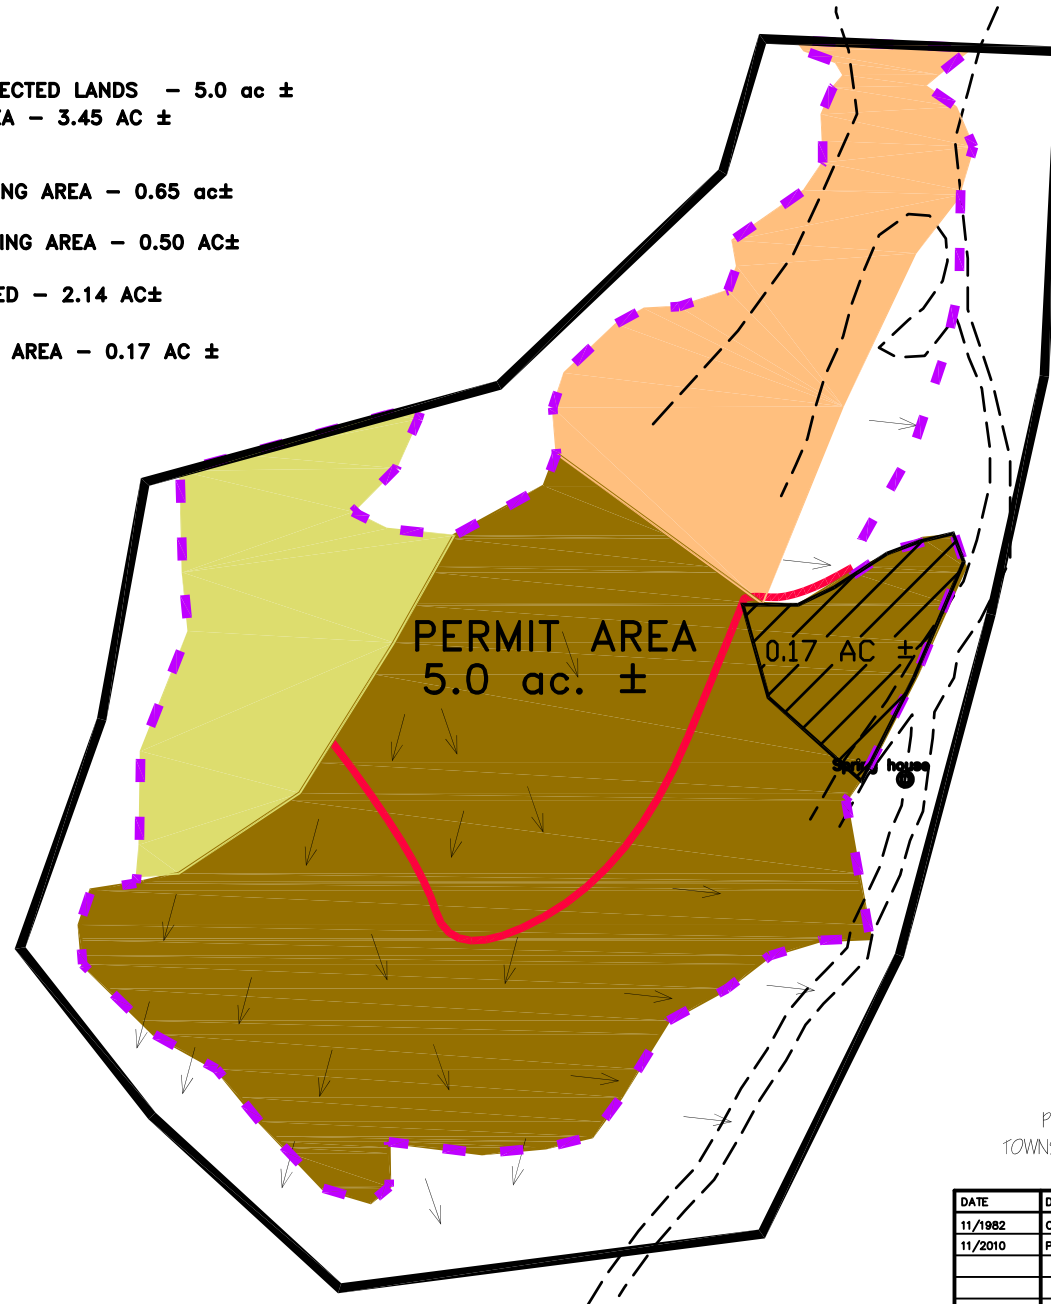 ECTED LANDS - 5.0 ac ±
EA - 3.45 AC ±
NG AREA - 0.65 ac±
ING AREA - 0.50 AC±
ED - 2.14 AC±
AREA - 0.17 AC ±
PERMIT AREA
5.0 ac. ±
0.17 AC ±
Spring house
P
TOWNS
DATE D
11/1982
11/2010 P